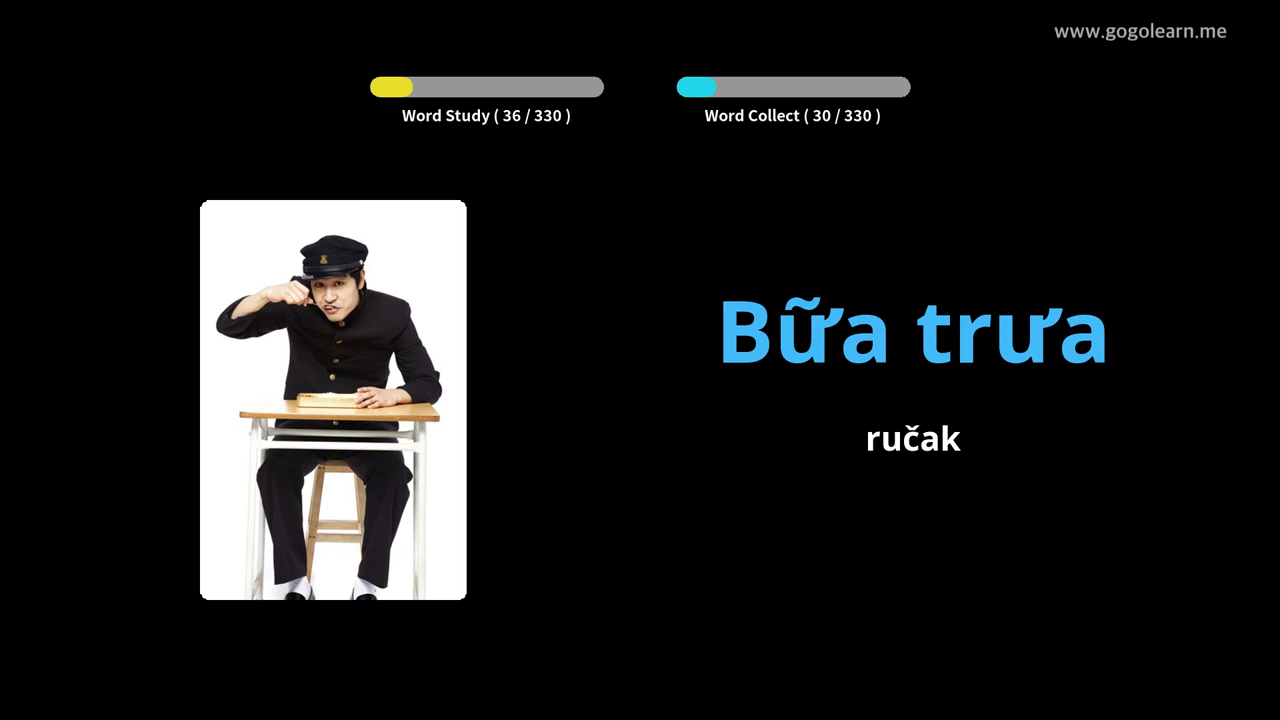 www.gogolearn.me
Word Study ( 36 / 330 )
Word Collect ( 30 / 330 )
Bữa trưa
ručak